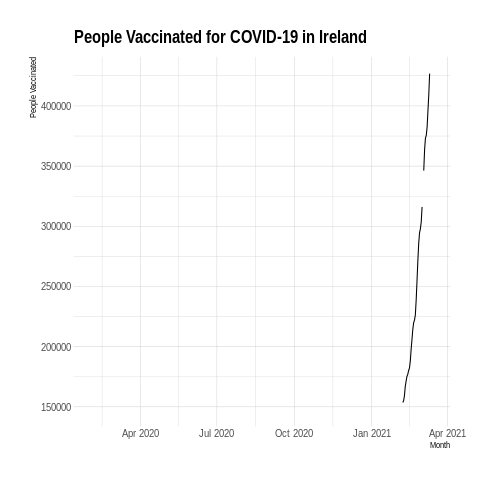 People Vaccinated for COVID-19 in Ireland
People Vaccinated
400000
350000
300000
250000
200000
150000
Apr 2020 Jul 2020 Oct 2020 Jan 2021 Apr 2021
Month